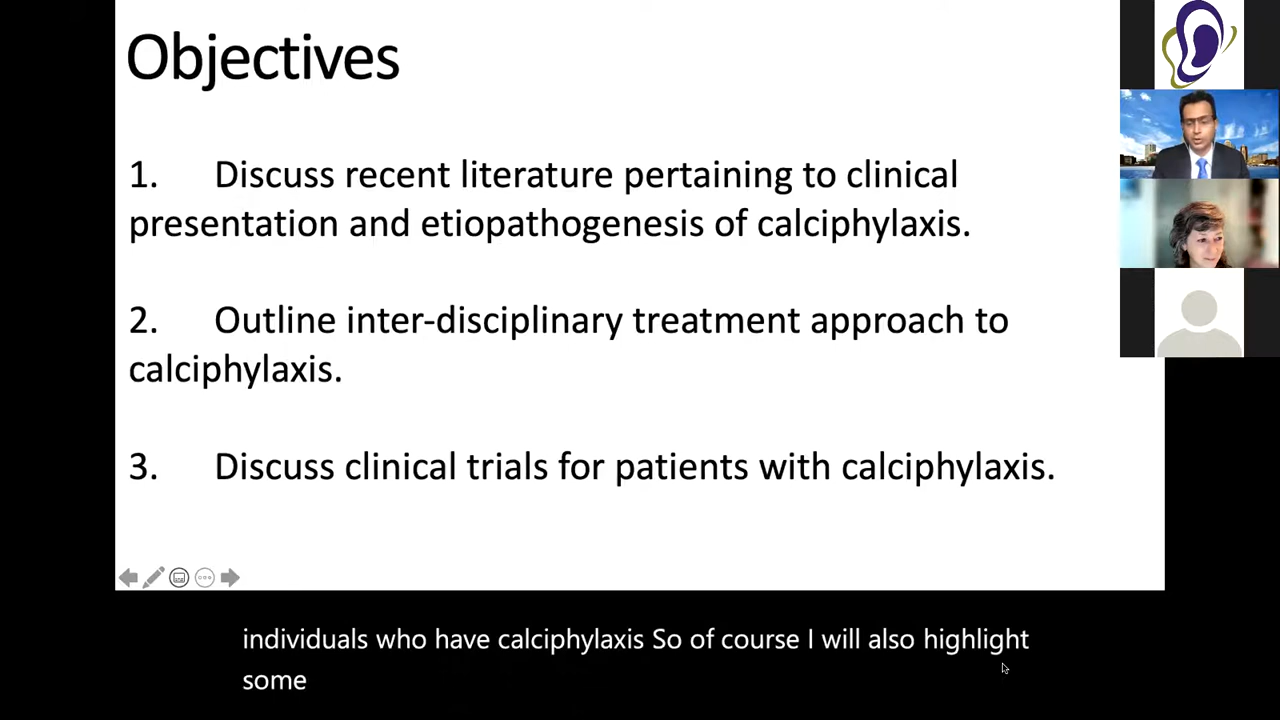 Objectives
1. Discuss recent literature pertaining to clinical
presentation and etiopathogenesis of calciphylaxis.
2. Outline inter-disciplinary treatment approach to
calciphylaxis.
3. Discuss clinical trials for patients with calciphylaxis.
individuals who have calciphylaxis So of course I will also highlight
some